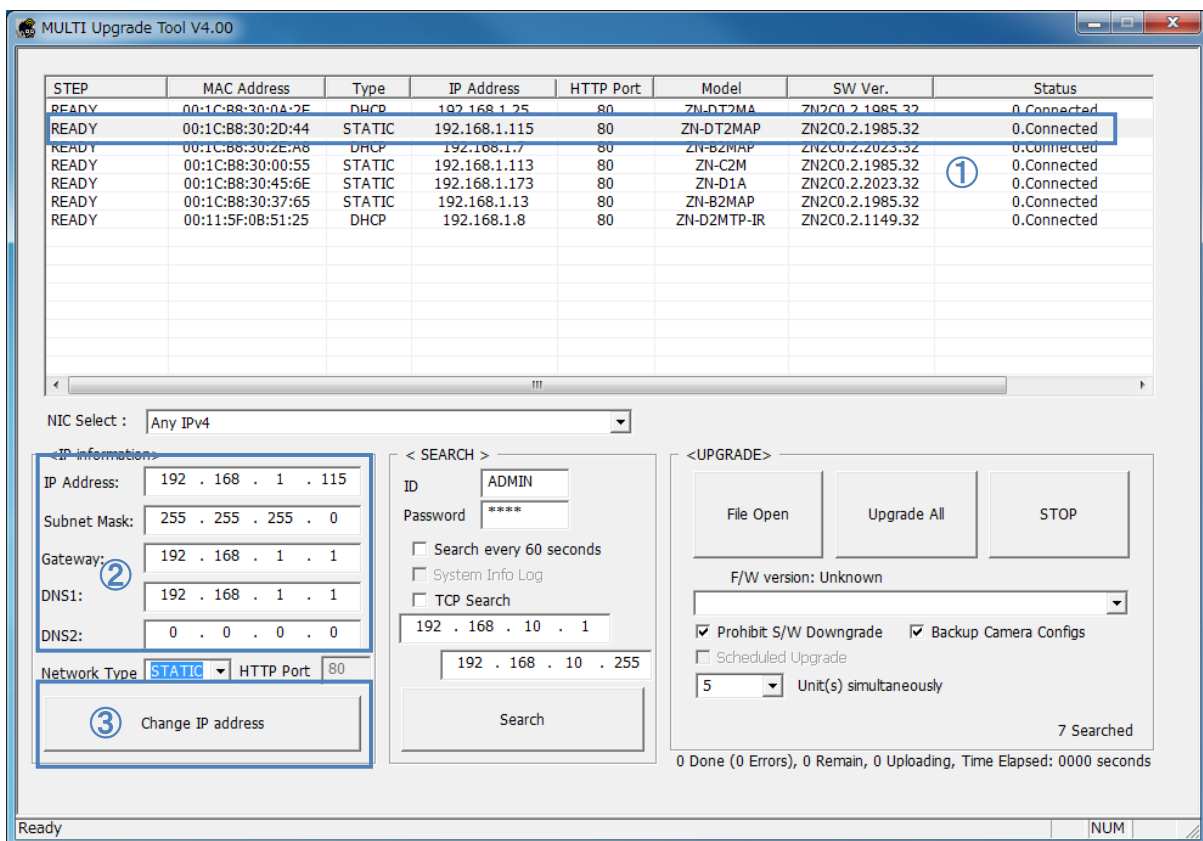 MULTI Upgrade Tool V4.00
STEP MAC Address Type IP Address HTTP Port Model SW Ver. Status
READY 00:1C:B8:30:0A:2E DHCP 192.168.1.25 80 ZN-DT2MA ZN2C0.2.1985.32 0.Connected
READY 00:1C:B8:30:2D:44 STATIC 192.168.1.115 80 ZN-DT2MAP ZN2C0.2.1985.32 0.Connected
READY 00:1C:B8:30:2E:A8 DHCP 192.168.1.7 80 ZN-B2MAP ZN2C0.2.2023.32 0.Connected
READY 00:1C:B8:30:00:55 STATIC 192.168.1.113 80 ZN-C2M ZN2C0.2.1985.32 0.Connected
①
READY 00:1C:B8:30:45:6E STATIC 192.168.1.173 80 ZN-D1A ZN2C0.2.2023.32 0.Connected
READY 00:1C:B8:30:37:65 STATIC 192.168.1.13 80 ZN-B2MAP ZN2C0.2.1985.32 0.Connected
READY 00:11:5F:0B:51:25 DHCP 192.168.1.8 80 ZN-D2MTP-IR ZN2C0.2.1149.32 0.Connected
NIC Select : Any IPv4
<IP information>
IP Address: 192 . 168 . 1 . 115
Subnet Mask: 255 . 255 . 255 . 0
Gateway: 192 . 168 . 1 . 1
②
DNS1: 192 . 168 . 1 . 1
DNS2: 0 . 0 . 0 . 0
Network Type STATIC HTTP Port 80
③ Change IP address
< SEARCH >
ID ADMIN
Password ****
Search every 60 seconds
System Info Log
TCP Search
192 . 168 . 10 . 1
192 . 168 . 10 . 255
Search
<UPGRADE>
File Open Upgrade All STOP
F/W version: Unknown
Prohibit S/W Downgrade Backup Camera Configs
Scheduled Upgrade
5 Unit(s) simultaneously
7 Searched
0 Done (0 Errors), 0 Remain, 0 Uploading, Time Elapsed: 0000 seconds
Ready NUM